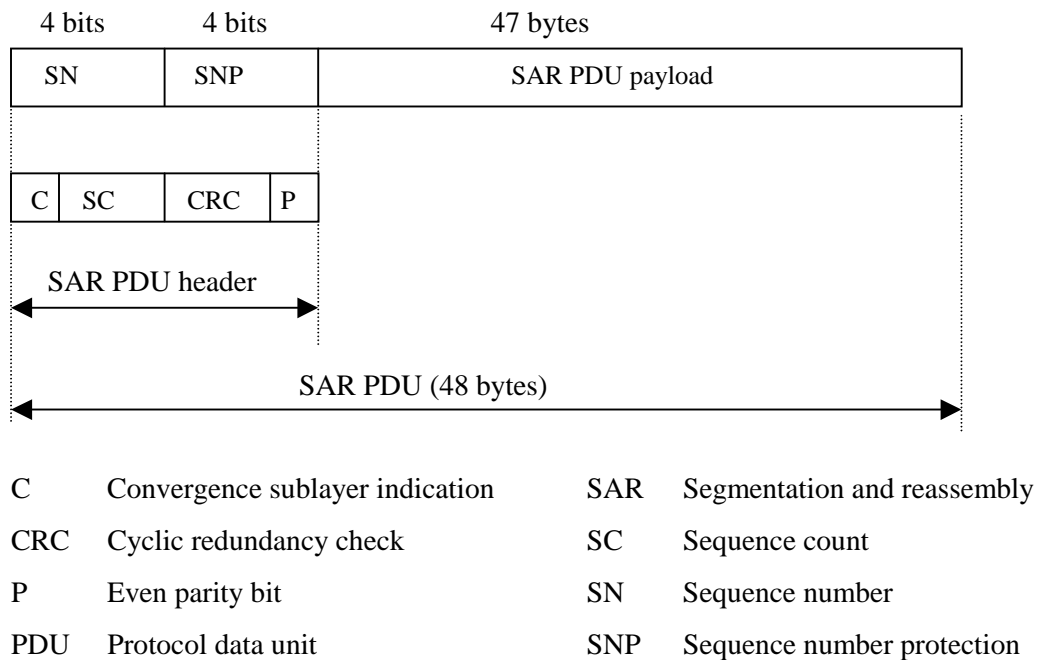 4 bits 4 bits 47 bytes
SN SNP SAR PDU payload
C SC CRC P
SAR PDU header
SAR PDU (48 bytes)
C Convergence sublayer indication SAR Segmentation and reassembly
CRC Cyclic redundancy check SC Sequence count
P Even parity bit SN Sequence number
PDU Protocol data unit SNP Sequence number protection